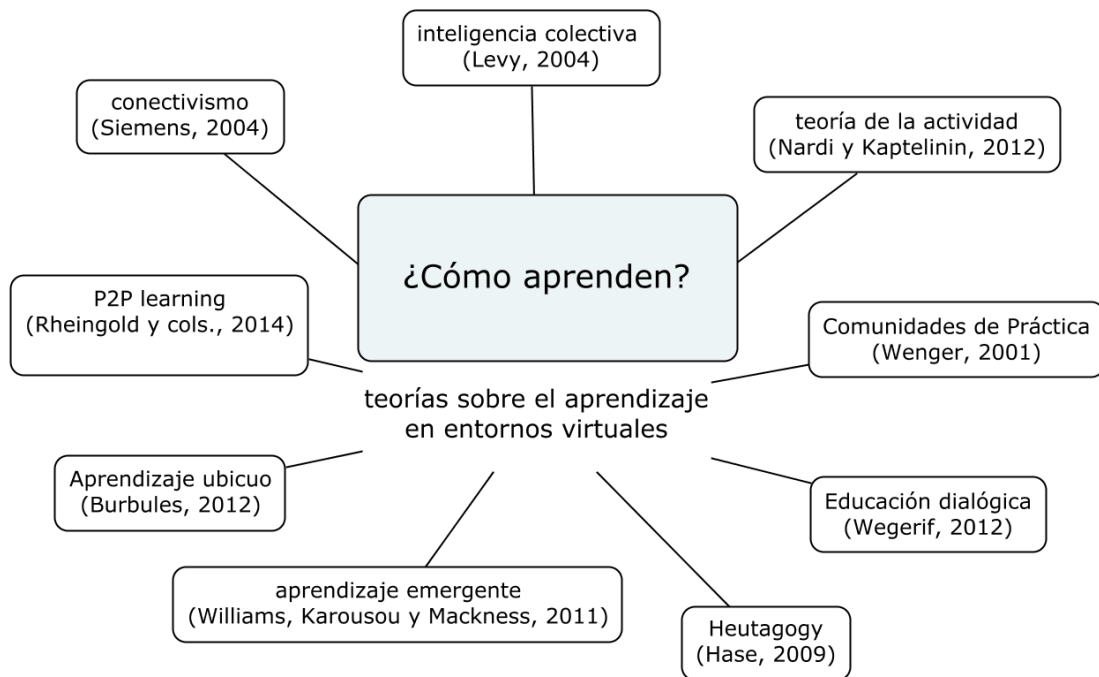 inteligencia colectiva
(Levy, 2004)
conectivismo
(Siemens, 2004)
teoría de la actividad
(Nardi y Kaptelinin, 2012)
¿Cómo aprenden?
P2P learning
(Rheingold y cols., 2014)
Comunidades de Práctica
(Wenger, 2001)
teorías sobre el aprendizaje
en entornos virtuales
Aprendizaje ubicuo
(Burbules, 2012)
Educación dialógica
(Wegerif, 2012)
aprendizaje emergente
(Williams, Karousou y Mackness, 2011)
Heutagogy
(Hase, 2009)